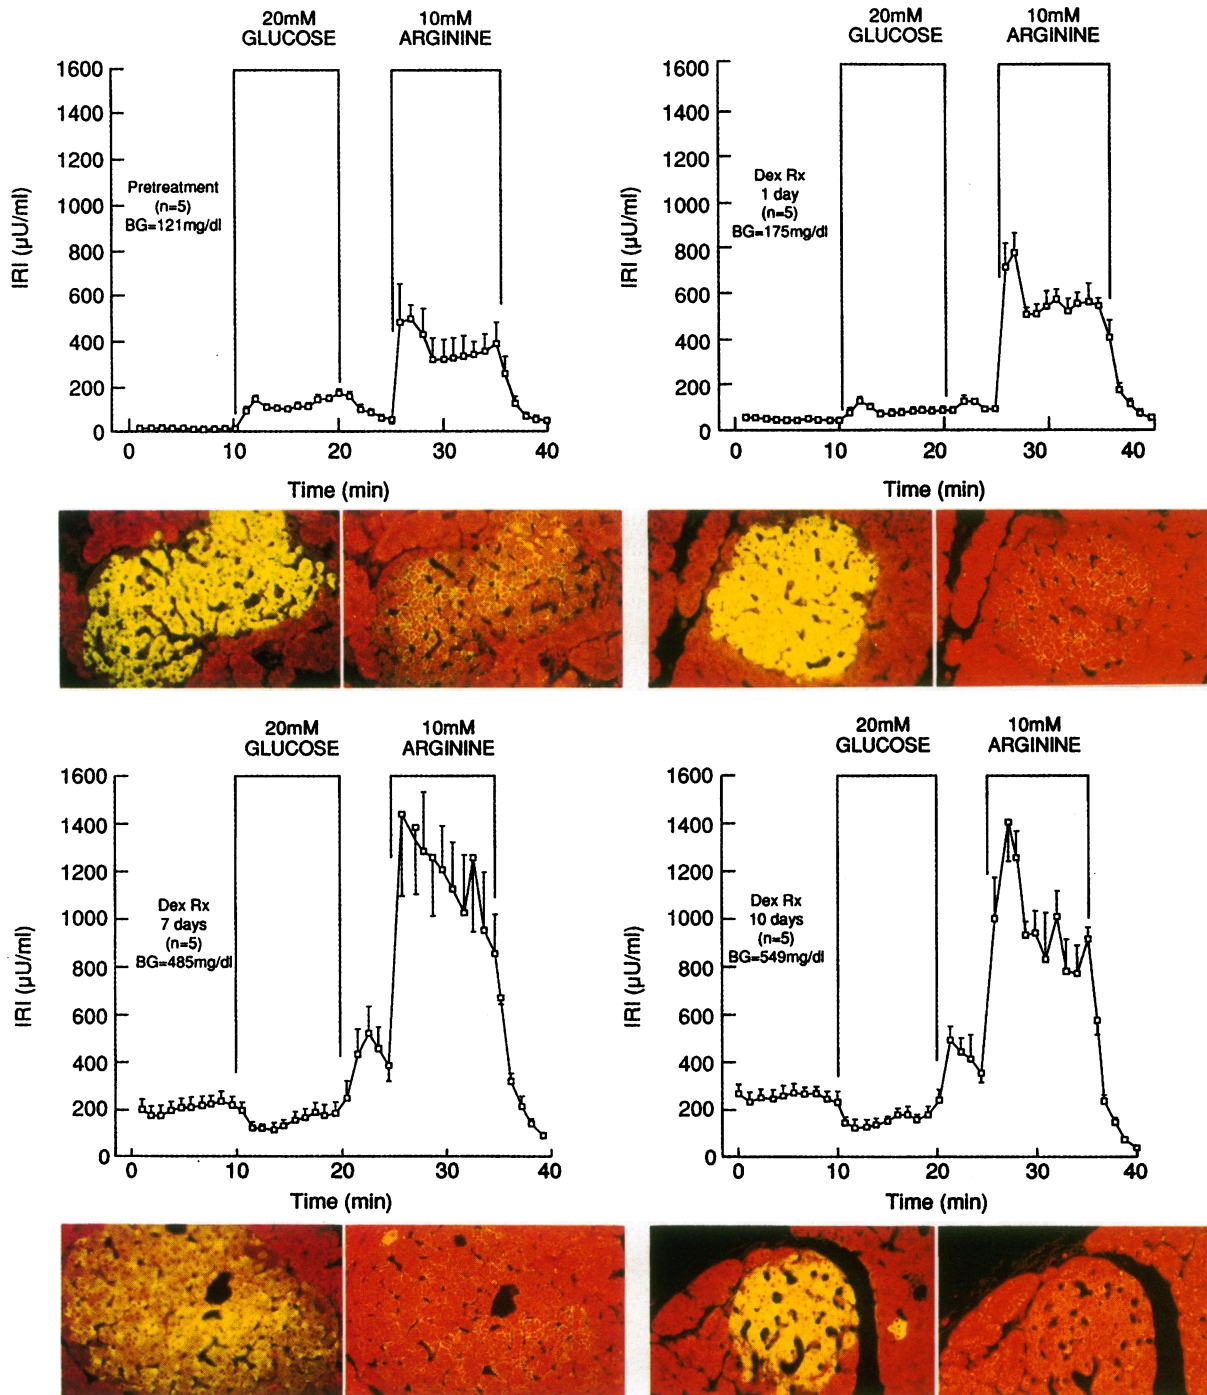 20mM
GLUCOSE
10mM
ARGININE
1600
1400
1200
1000
800
600
400
200
0
IRI (μU/ml)
Pretreatment
(n=5)
BG=121mg/dl
0
10
20
30
40
Time (min)
20mM
GLUCOSE
10mM
ARGININE
1600
1400
1200
1000
800
600
400
200
0
IRI (μU/ml)
Dex Rx
1 day
(n=5)
BG=175mg/dl
0
10
20
30
40
Time (min)
20mM
GLUCOSE
10mM
ARGININE
1600
1400
1200
1000
800
600
400
200
0
IRI (μU/ml)
Dex Rx
7 days
(n=5)
BG=485mg/dl
0
10
20
30
40
Time (min)
20mM
GLUCOSE
10mM
ARGININE
1600
1400
1200
1000
800
600
400
200
0
IRI (μU/ml)
Dex Rx
10 days
(n=5)
BG=549mg/dl
0
10
20
30
40
Time (min)